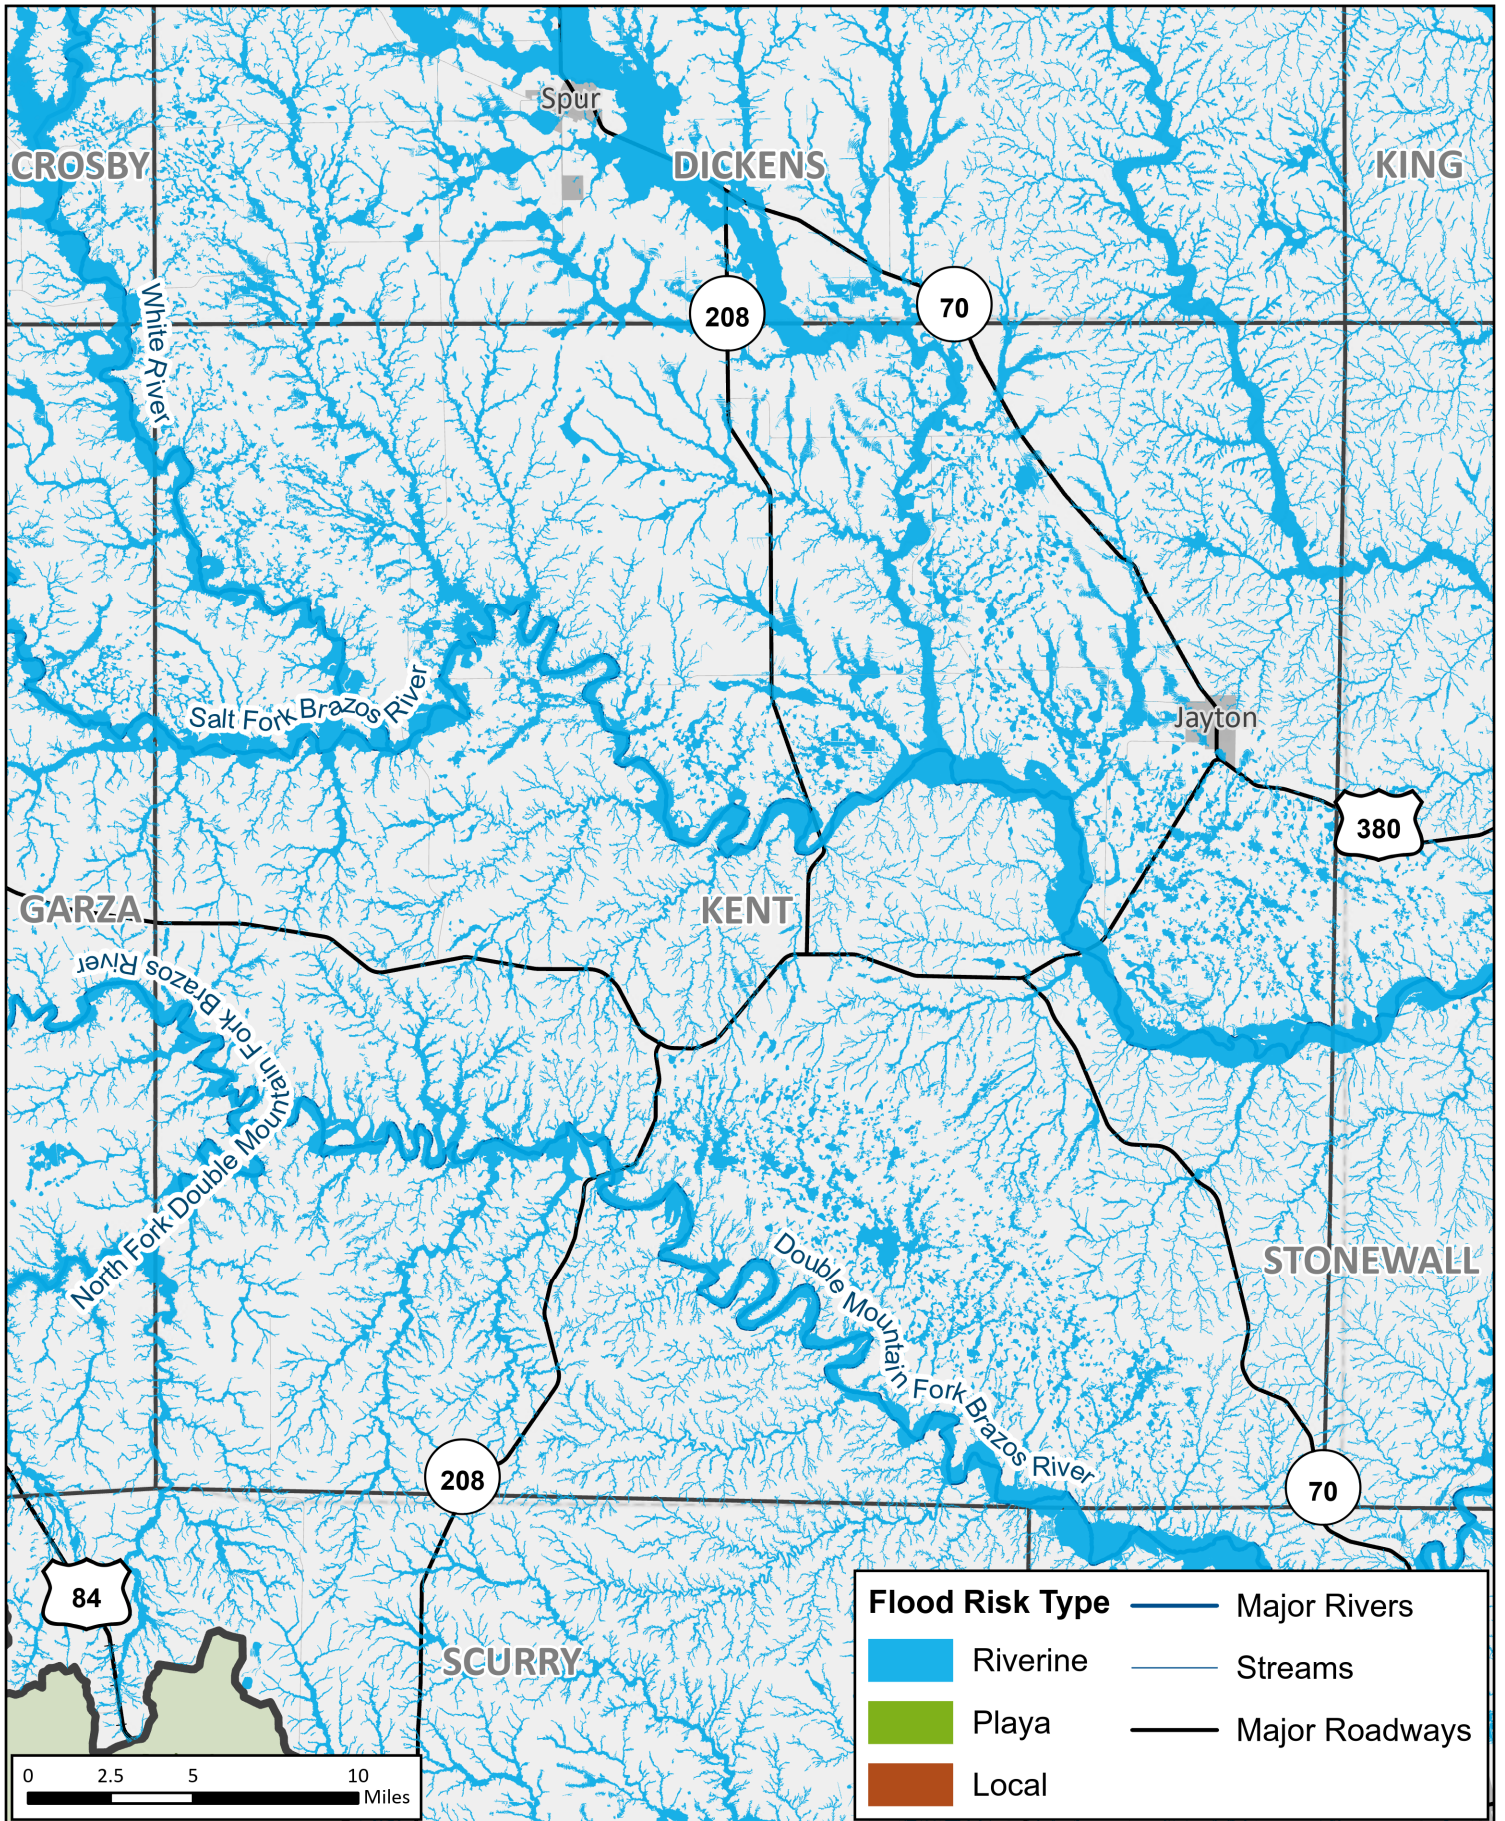 Spur
CROSBY
DICKENS
KING
White River
208
70
Salt Fork Brazos River
Jayton
380
GARZA
KENT
North Fork Double Mountain Fork Brazos River
Double Mountain Fork Brazos River
STONEWALL
208
70
84
SCURRY
Flood Risk Type
Riverine
Playa
Local
Major Rivers
Streams
Major Roadways
0 2.5 5 10
Miles